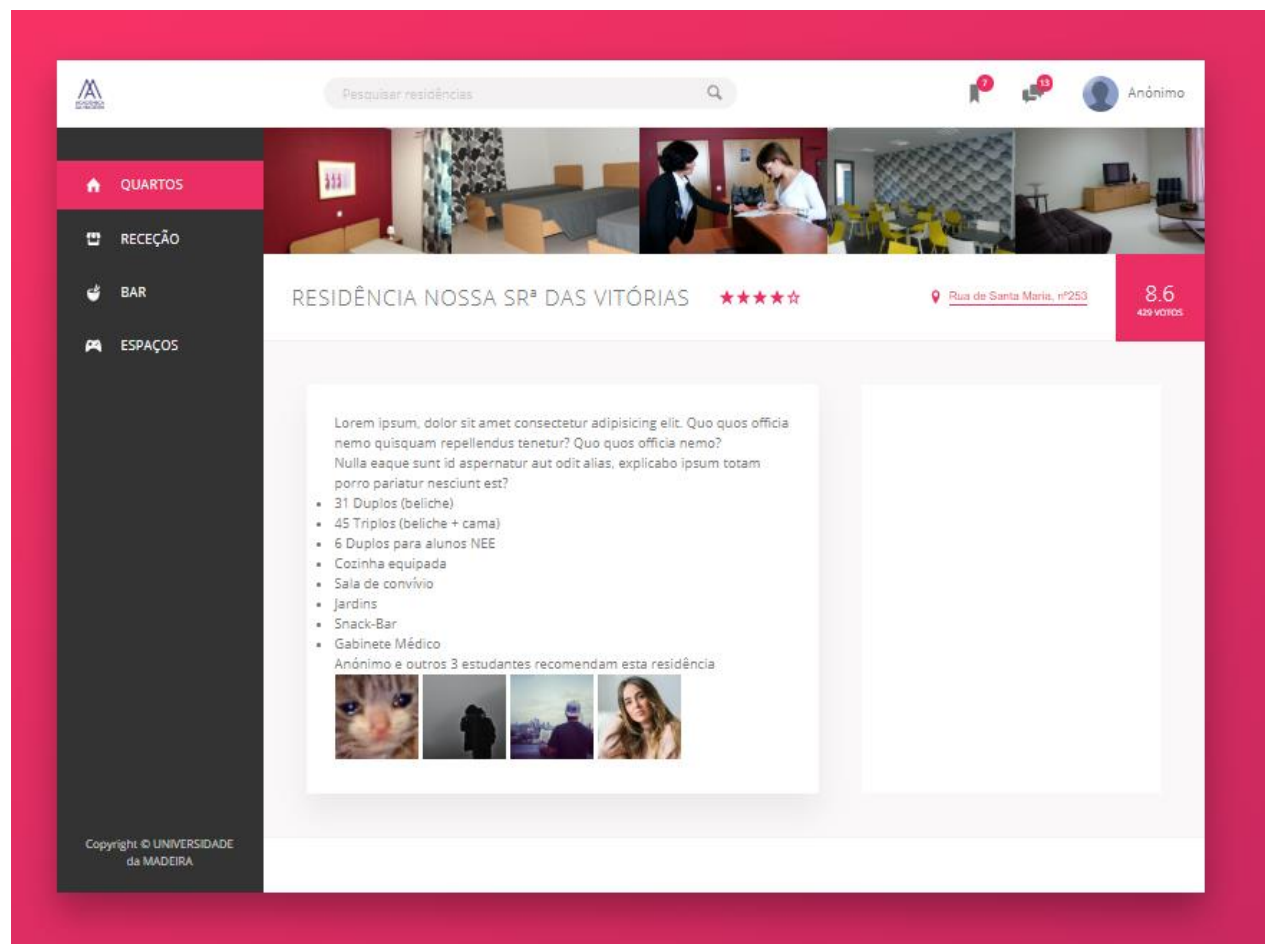 ACADÉMICA
DA MADEIRA
Pesquisar residências
7
13
Anónimo
QUARTOS
RECEÇÃO
BAR
ESPAÇOS
RESIDÊNCIA NOSSA SRª DAS VITÓRIAS
Rua de Santa Maria, nº253
8.6
429 VOTOS
Lorem ipsum, dolor sit amet consectetur adipisicing elit. Quo quos officia
nemo quisquam repellendus tenetur? Quo quos officia nemo?
Nulla eaque sunt id aspernatur aut odit alias, explicabo ipsum totam
porro pariatur nesciunt est?
31 Duplos (beliche)
45 Triplos (beliche + cama)
6 Duplos para alunos NEE
Cozinha equipada
Sala de convívio
Jardins
Snack-Bar
Gabinete Médico
Anónimo e outros 3 estudantes recomendam esta residência
Copyright © UNIVERSIDADE
da MADEIRA